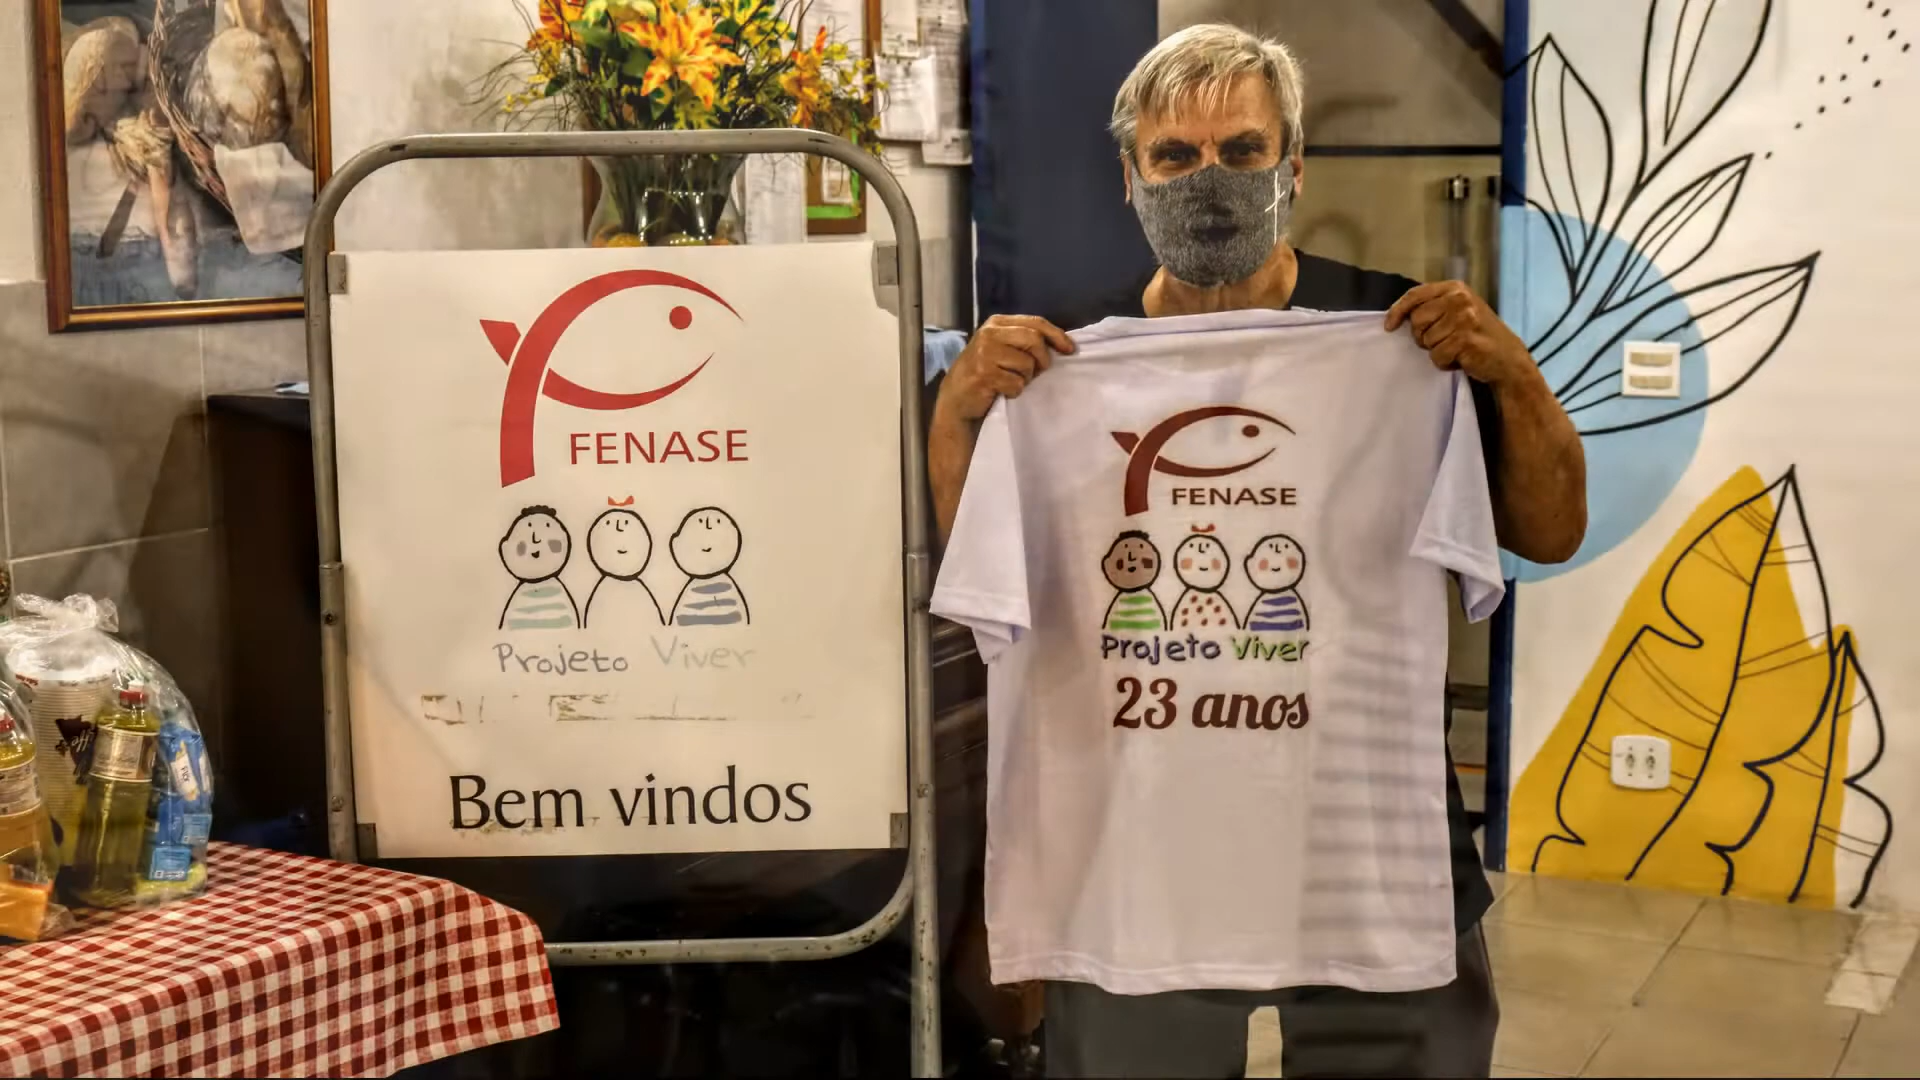 FENASE
Projeto Viver
Bem vindos
FENASE
Projeto Viver
23 anos